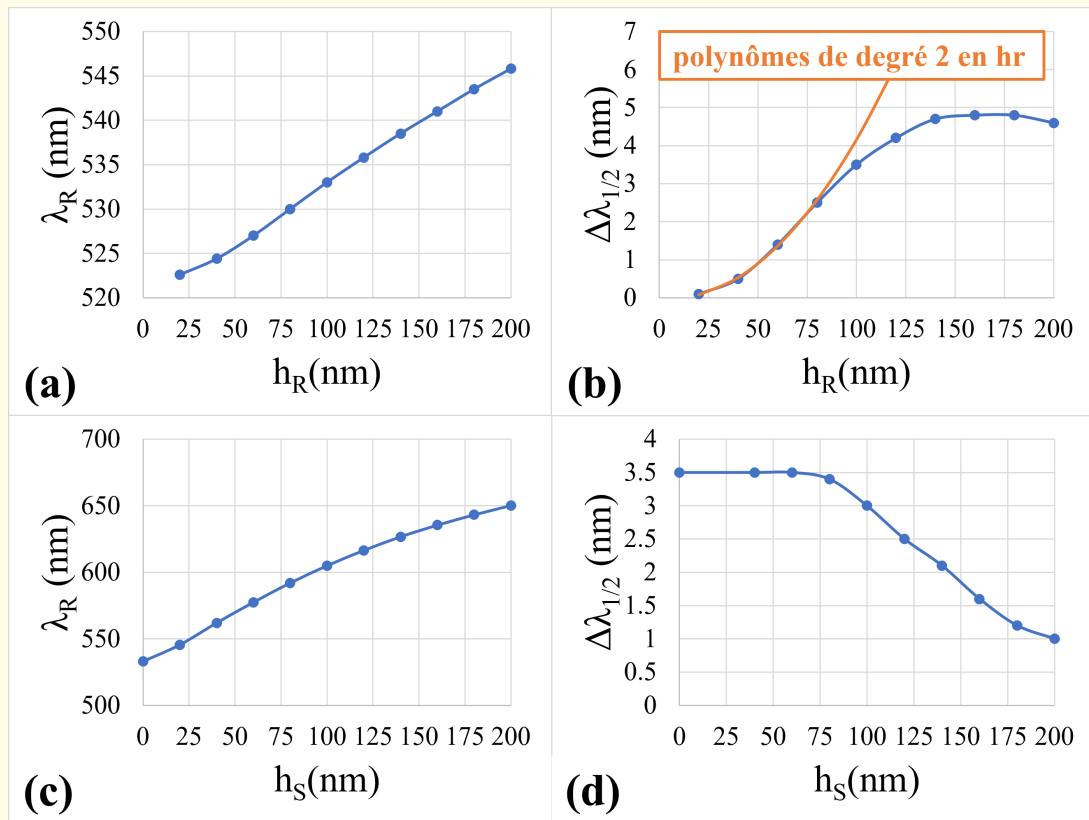 550
545
540
535
530
525
520
λR (nm)
0 25 50 75 100 125 150 175 200
hR(nm)
(a)
7
6
5
4
3
2
1
0
polynômes de degré 2 en hr
Δλ1/2 (nm)
0 25 50 75 100 125 150 175 200
hR(nm)
(b)
700
650
600
550
500
λR (nm)
0 25 50 75 100 125 150 175 200
hS(nm)
(c)
4
3.5
3
2.5
2
1.5
1
0.5
0
Δλ1/2 (nm)
0 25 50 75 100 125 150 175 200
hS(nm)
(d)